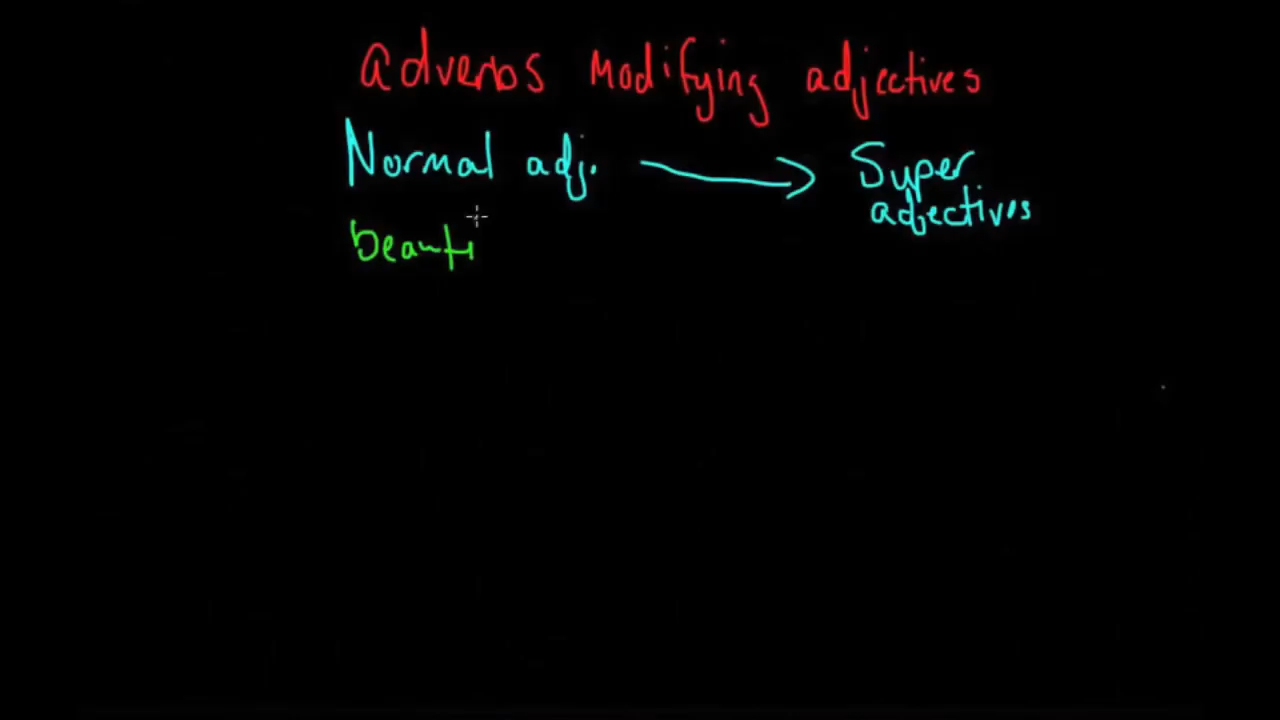 adverbs modifying adjectives
Normal adj. → Super
adjectives
beauti